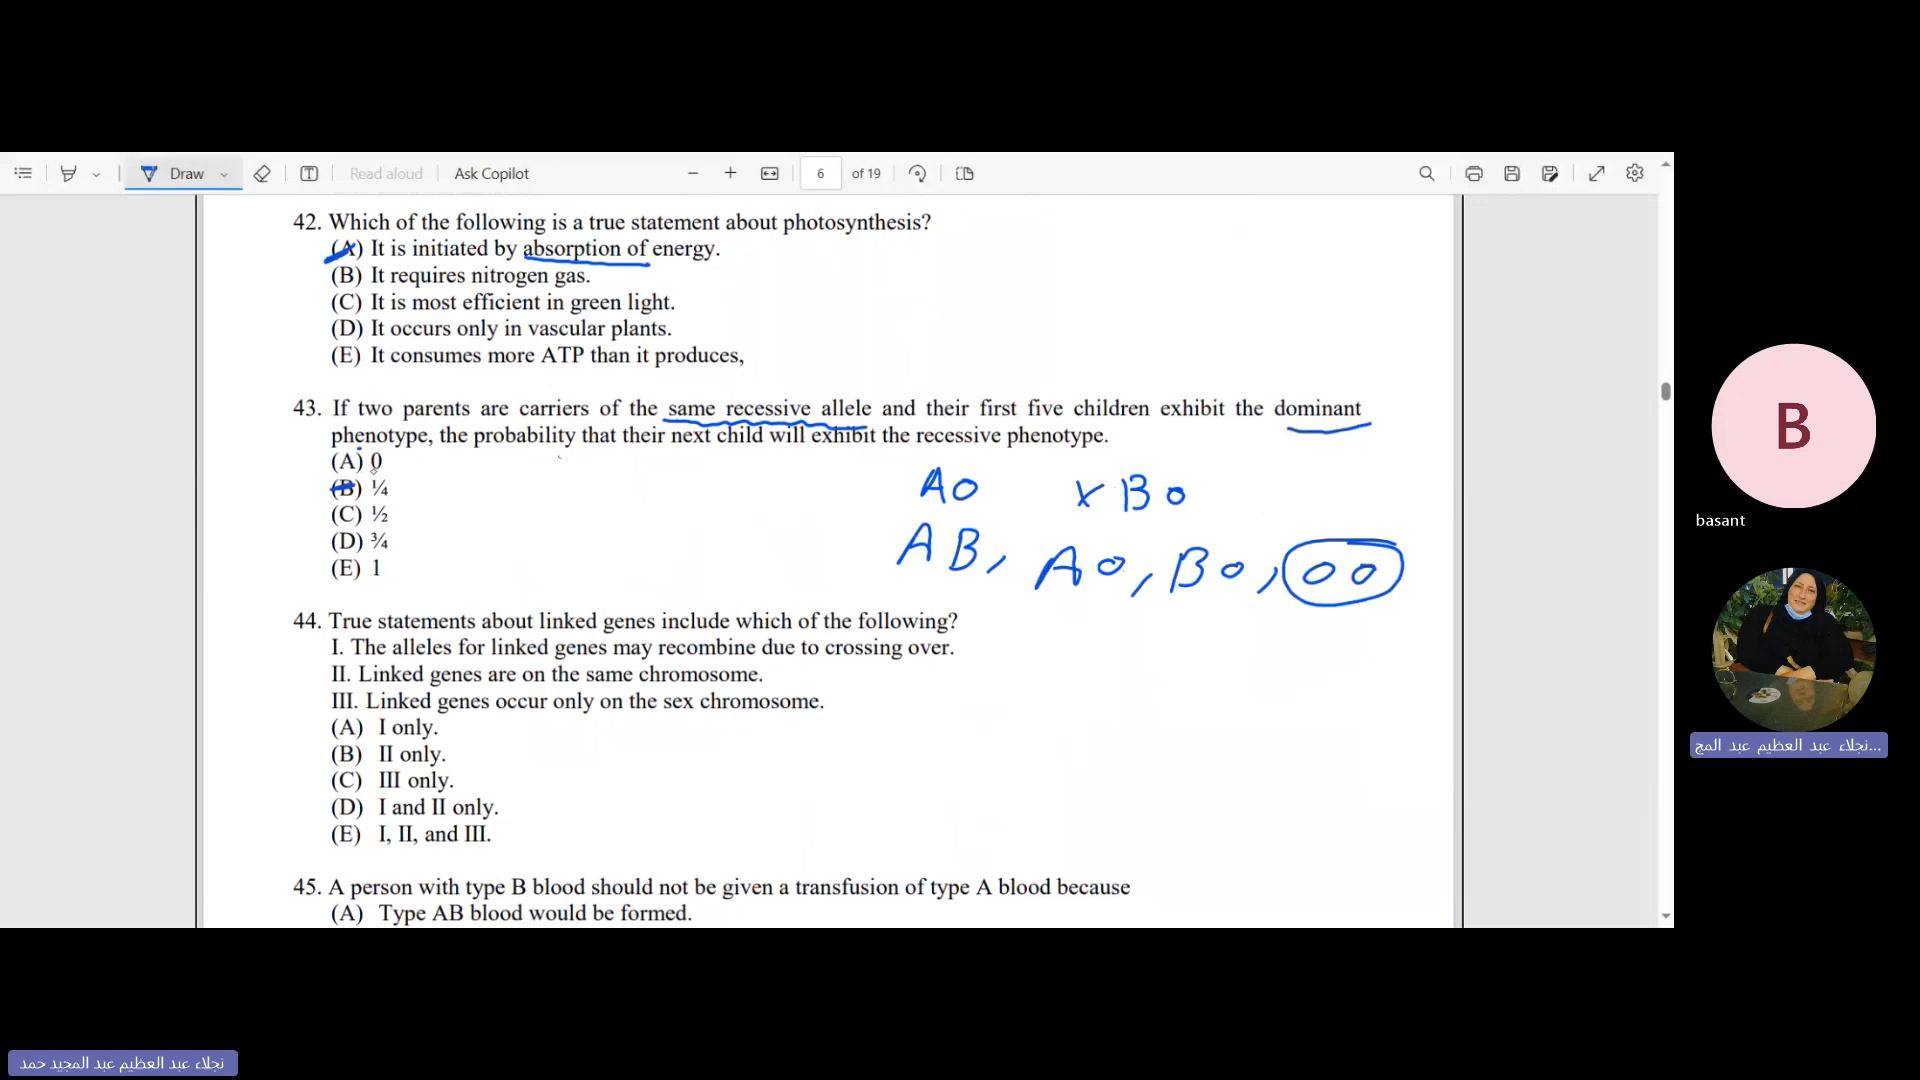 Draw
Read aloud
Ask Copilot
6 of 19
42. Which of the following is a true statement about photosynthesis?
(A) It is initiated by absorption of energy.
(B) It requires nitrogen gas.
(C) It is most efficient in green light.
(D) It occurs only in vascular plants.
(E) It consumes more ATP than it produces,
43. If two parents are carriers of the same recessive allele and their first five children exhibit the dominant
phenotype, the probability that their next child will exhibit the recessive phenotype.
(A) 0
(B) ¼
(C) ½
(D) ¾
(E) 1
AO x BO
AB, AO, BO, OO
44. True statements about linked genes include which of the following?
I. The alleles for linked genes may recombine due to crossing over.
II. Linked genes are on the same chromosome.
III. Linked genes occur only on the sex chromosome.
(A) I only.
(B) II only.
(C) III only.
(D) I and II only.
(E) I, II, and III.
45. A person with type B blood should not be given a transfusion of type A blood because
(A) Type AB blood would be formed.
B
basant
نجلاء عبد العظيم عبد المج...
نجلاء عبد العظيم عبد المجيد حمد